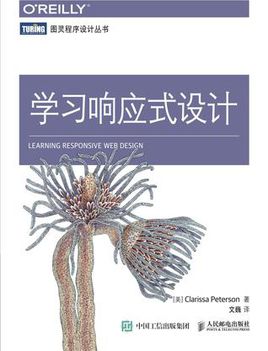 O'REILLY®
TURING 图灵程序设计丛书
学习响应式设计
LEARNING RESPONSIVE WEB DESIGN
[美] Clarissa Peterson 著
文巍 译
中国工信出版集团
人民邮电出版社
POSTS & TELECOM PRESS